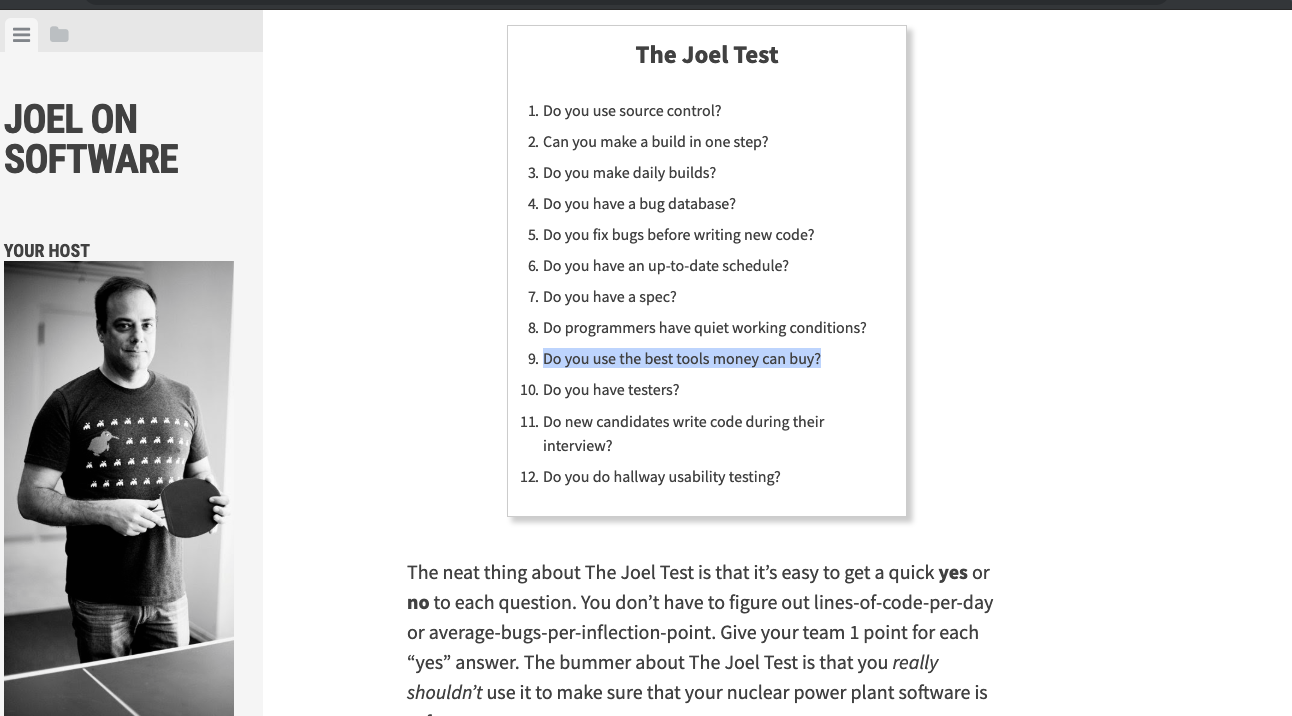 JOEL ON
SOFTWARE
YOUR HOST
The Joel Test
1. Do you use source control?
2. Can you make a build in one step?
3. Do you make daily builds?
4. Do you have a bug database?
5. Do you fix bugs before writing new code?
6. Do you have an up-to-date schedule?
7. Do you have a spec?
8. Do programmers have quiet working conditions?
9. Do you use the best tools money can buy?
10. Do you have testers?
11. Do new candidates write code during their
interview?
12. Do you do hallway usability testing?
The neat thing about The Joel Test is that it’s easy to get a quick yes or
no to each question. You don’t have to figure out lines-of-code-per-day
or average-bugs-per-inflection-point. Give your team 1 point for each
“yes” answer. The bummer about The Joel Test is that you really
shouldn’t use it to make sure that your nuclear power plant software is